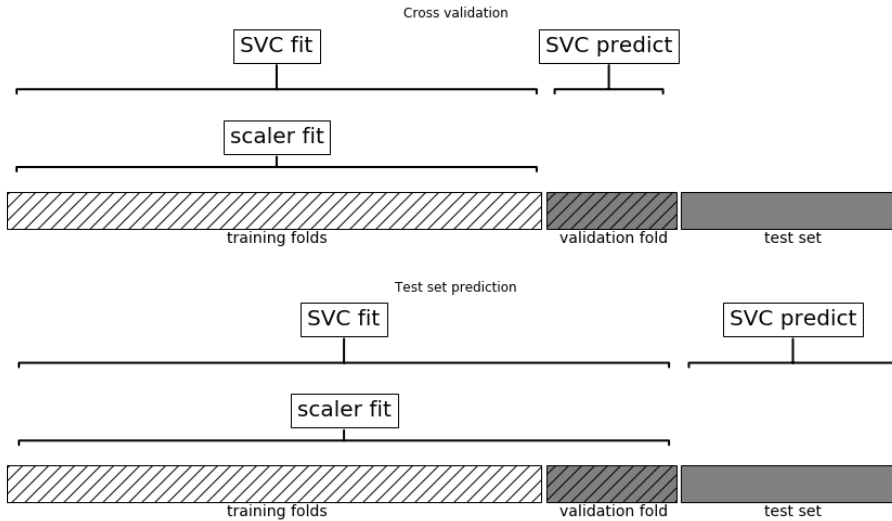 Cross validation
SVC fit
SVC predict
scaler fit
training folds
validation fold
test set
Test set prediction
SVC fit
SVC predict
scaler fit
training folds
validation fold
test set